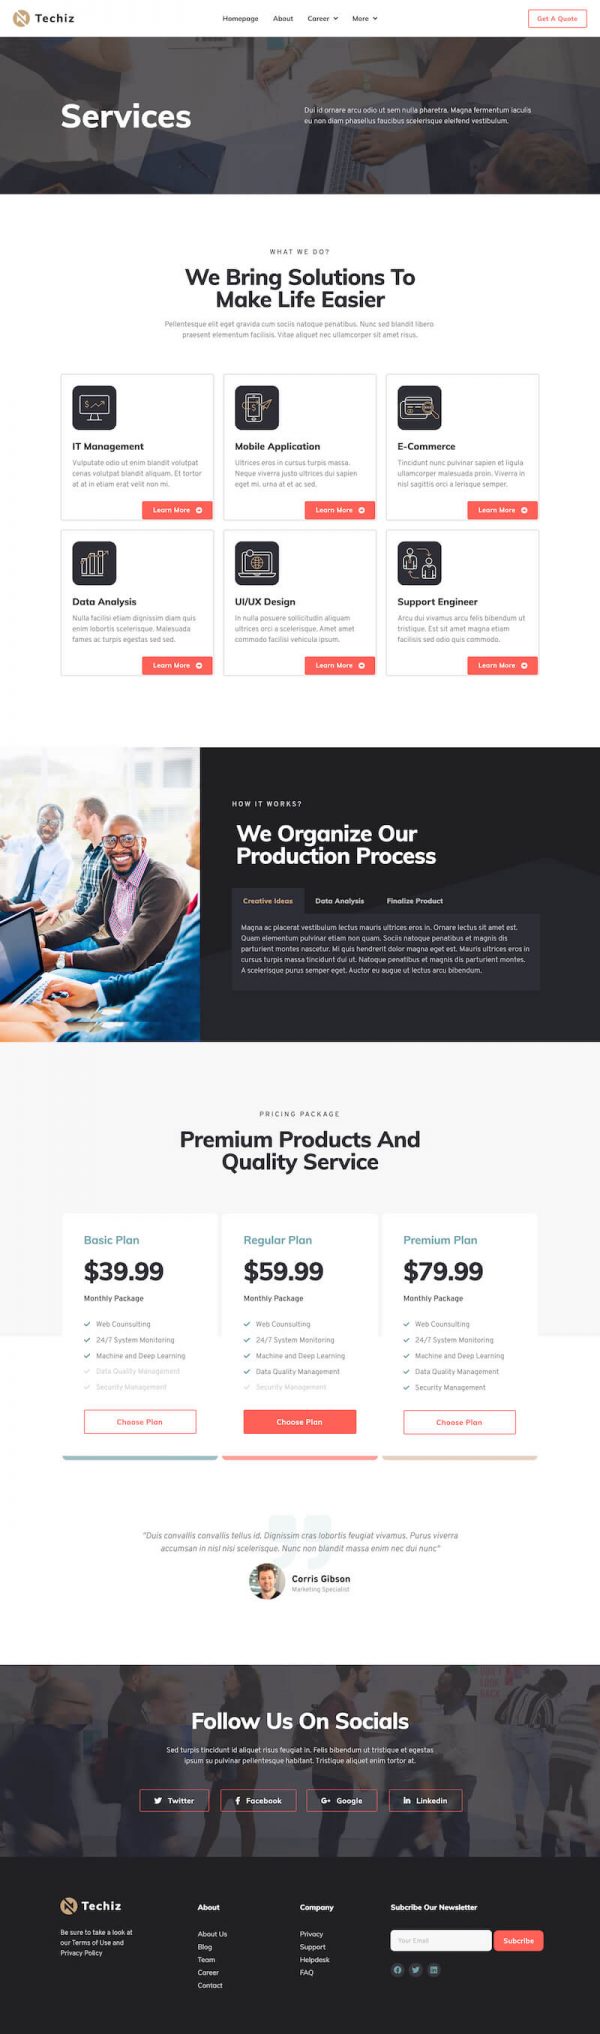 Techiz
Homepage About Career More
Get A Quote
Services
Dui id ornare arcu odio ut sem nulla pharetra. Magna fermentum iaculis
eu non diam phasellus faucibus scelerisque eleifend vestibulum.
WHAT WE DO?
We Bring Solutions To
Make Life Easier
Pellentesque elit eget gravida cum sociis natoque penatibus. Nunc sed blandit libero
praesent elementum facilisis. Vitae aliquet nec ullamcorper sit amet risus.
IT Management
Vulputate odio ut enim blandit volutpat
cenas volutpat blandit aliquam. Et tortor
at at in etiam erat velit non mi.
Learn More
Mobile Application
Ultrices eros in cursus turpis massa.
Neque viverra justo ultrices dui sapien
eget mi. urna at et ac sed.
Learn More
E-Commerce
Tincidunt nunc pulvinar sapien et ligula
ullamcorper malesuada proin. Viverra in
nisl sagittis orci a lerisque semper.
Learn More
Data Analysis
Nulla facilisi etiam dignissim diam quis
enim lobortis scelerisque. Malesuada
fames ac turpis egestas sed sed.
Learn More
UI/UX Design
In nulla posuere sollicitudin aliquam
ultrices orci a scelerisque. Amet amet
commodo facilisi vehicula ipsum.
Learn More
Support Engineer
Arcu dui vivamus arcu felis bibendum ut
tristique. Est sit amet magna etiam
facilisis sed odio quis commodo.
Learn More
HOW IT WORKS?
We Organize Our
Production Process
Creative Ideas Data Analysis Finalize Product
Magna ac placerat vestibulum lectus mauris ultrices eros in. Ornare lectus sit amet est.
Quam elementum pulvinar etiam non quam. Sociis natoque penatibus et magnis dis
parturient montes nascetur. Mi quis hendrerit dolor magna eget est. Mauris ultrices eros in
cursus turpis massa tincidunt dui ut. Natoque penatibus et magnis dis parturient montes.
A scelerisque purus semper eget. Auctor eu augue ut lectus arcu bibendum.
PRICING PACKAGE
Premium Products And
Quality Service
Basic Plan
$39.99
Monthly Package
Web Counsulting
24/7 System Monitoring
Machine and Deep Learning
Data Quality Management
Security Management
Choose Plan
Regular Plan
$59.99
Monthly Package
Web Counsulting
24/7 System Monitoring
Machine and Deep Learning
Data Quality Management
Security Management
Choose Plan
Premium Plan
$79.99
Monthly Package
Web Counsulting
24/7 System Monitoring
Machine and Deep Learning
Data Quality Management
Security Management
Choose Plan
"Duis convallis convallis tellus id. Dignissim cras lobortis feugiat vivamus. Purus viverra
accumsan in nisl nisi scelerisque. Nunc non blandit massa enim nec dui nunc"
Corris Gibson
Marketing Specialist
Follow Us On Socials
Sed turpis tincidunt id aliquet risus feugiat in. Felis bibendum ut tristique et egestas
ipsum su pulvinar pellentesque habitant. Tristique aliquet enim tortor at.
Twitter Facebook Google Linkedin
Techiz
Be sure to take a look at
our Terms of Use and
Privacy Policy
About
About Us
Blog
Team
Career
Contact
Company
Privacy
Support
Helpdesk
FAQ
Subcribe Our Newsletter
Your Email
Subcribe